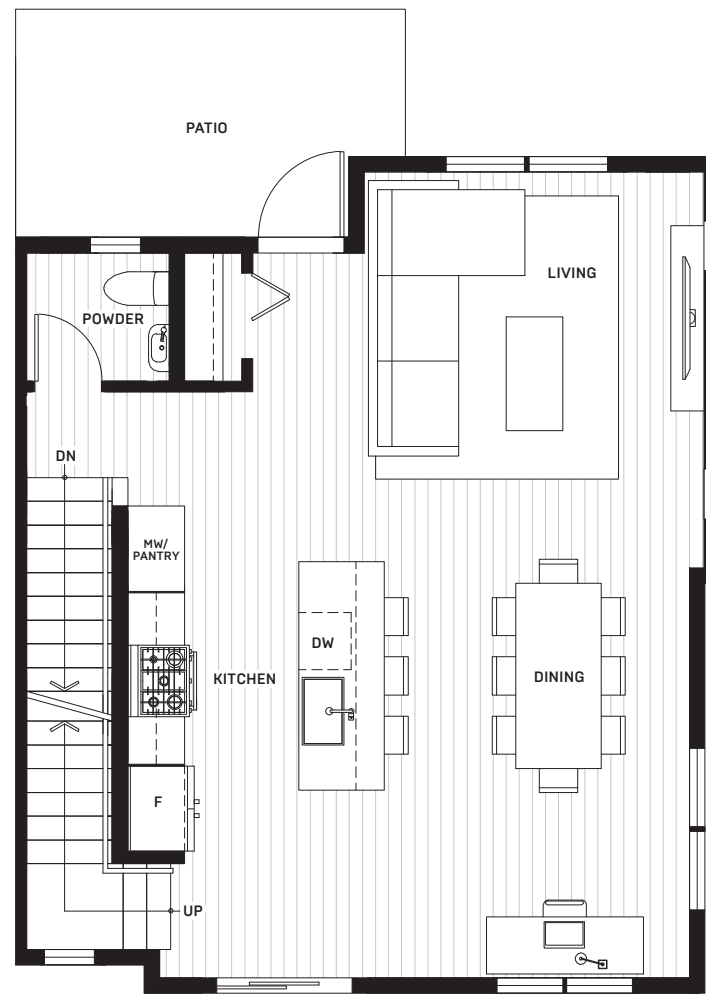 PATIO
LIVING
POWDER
DN
MW/
PANTRY
DW
KITCHEN
DINING
F
UP